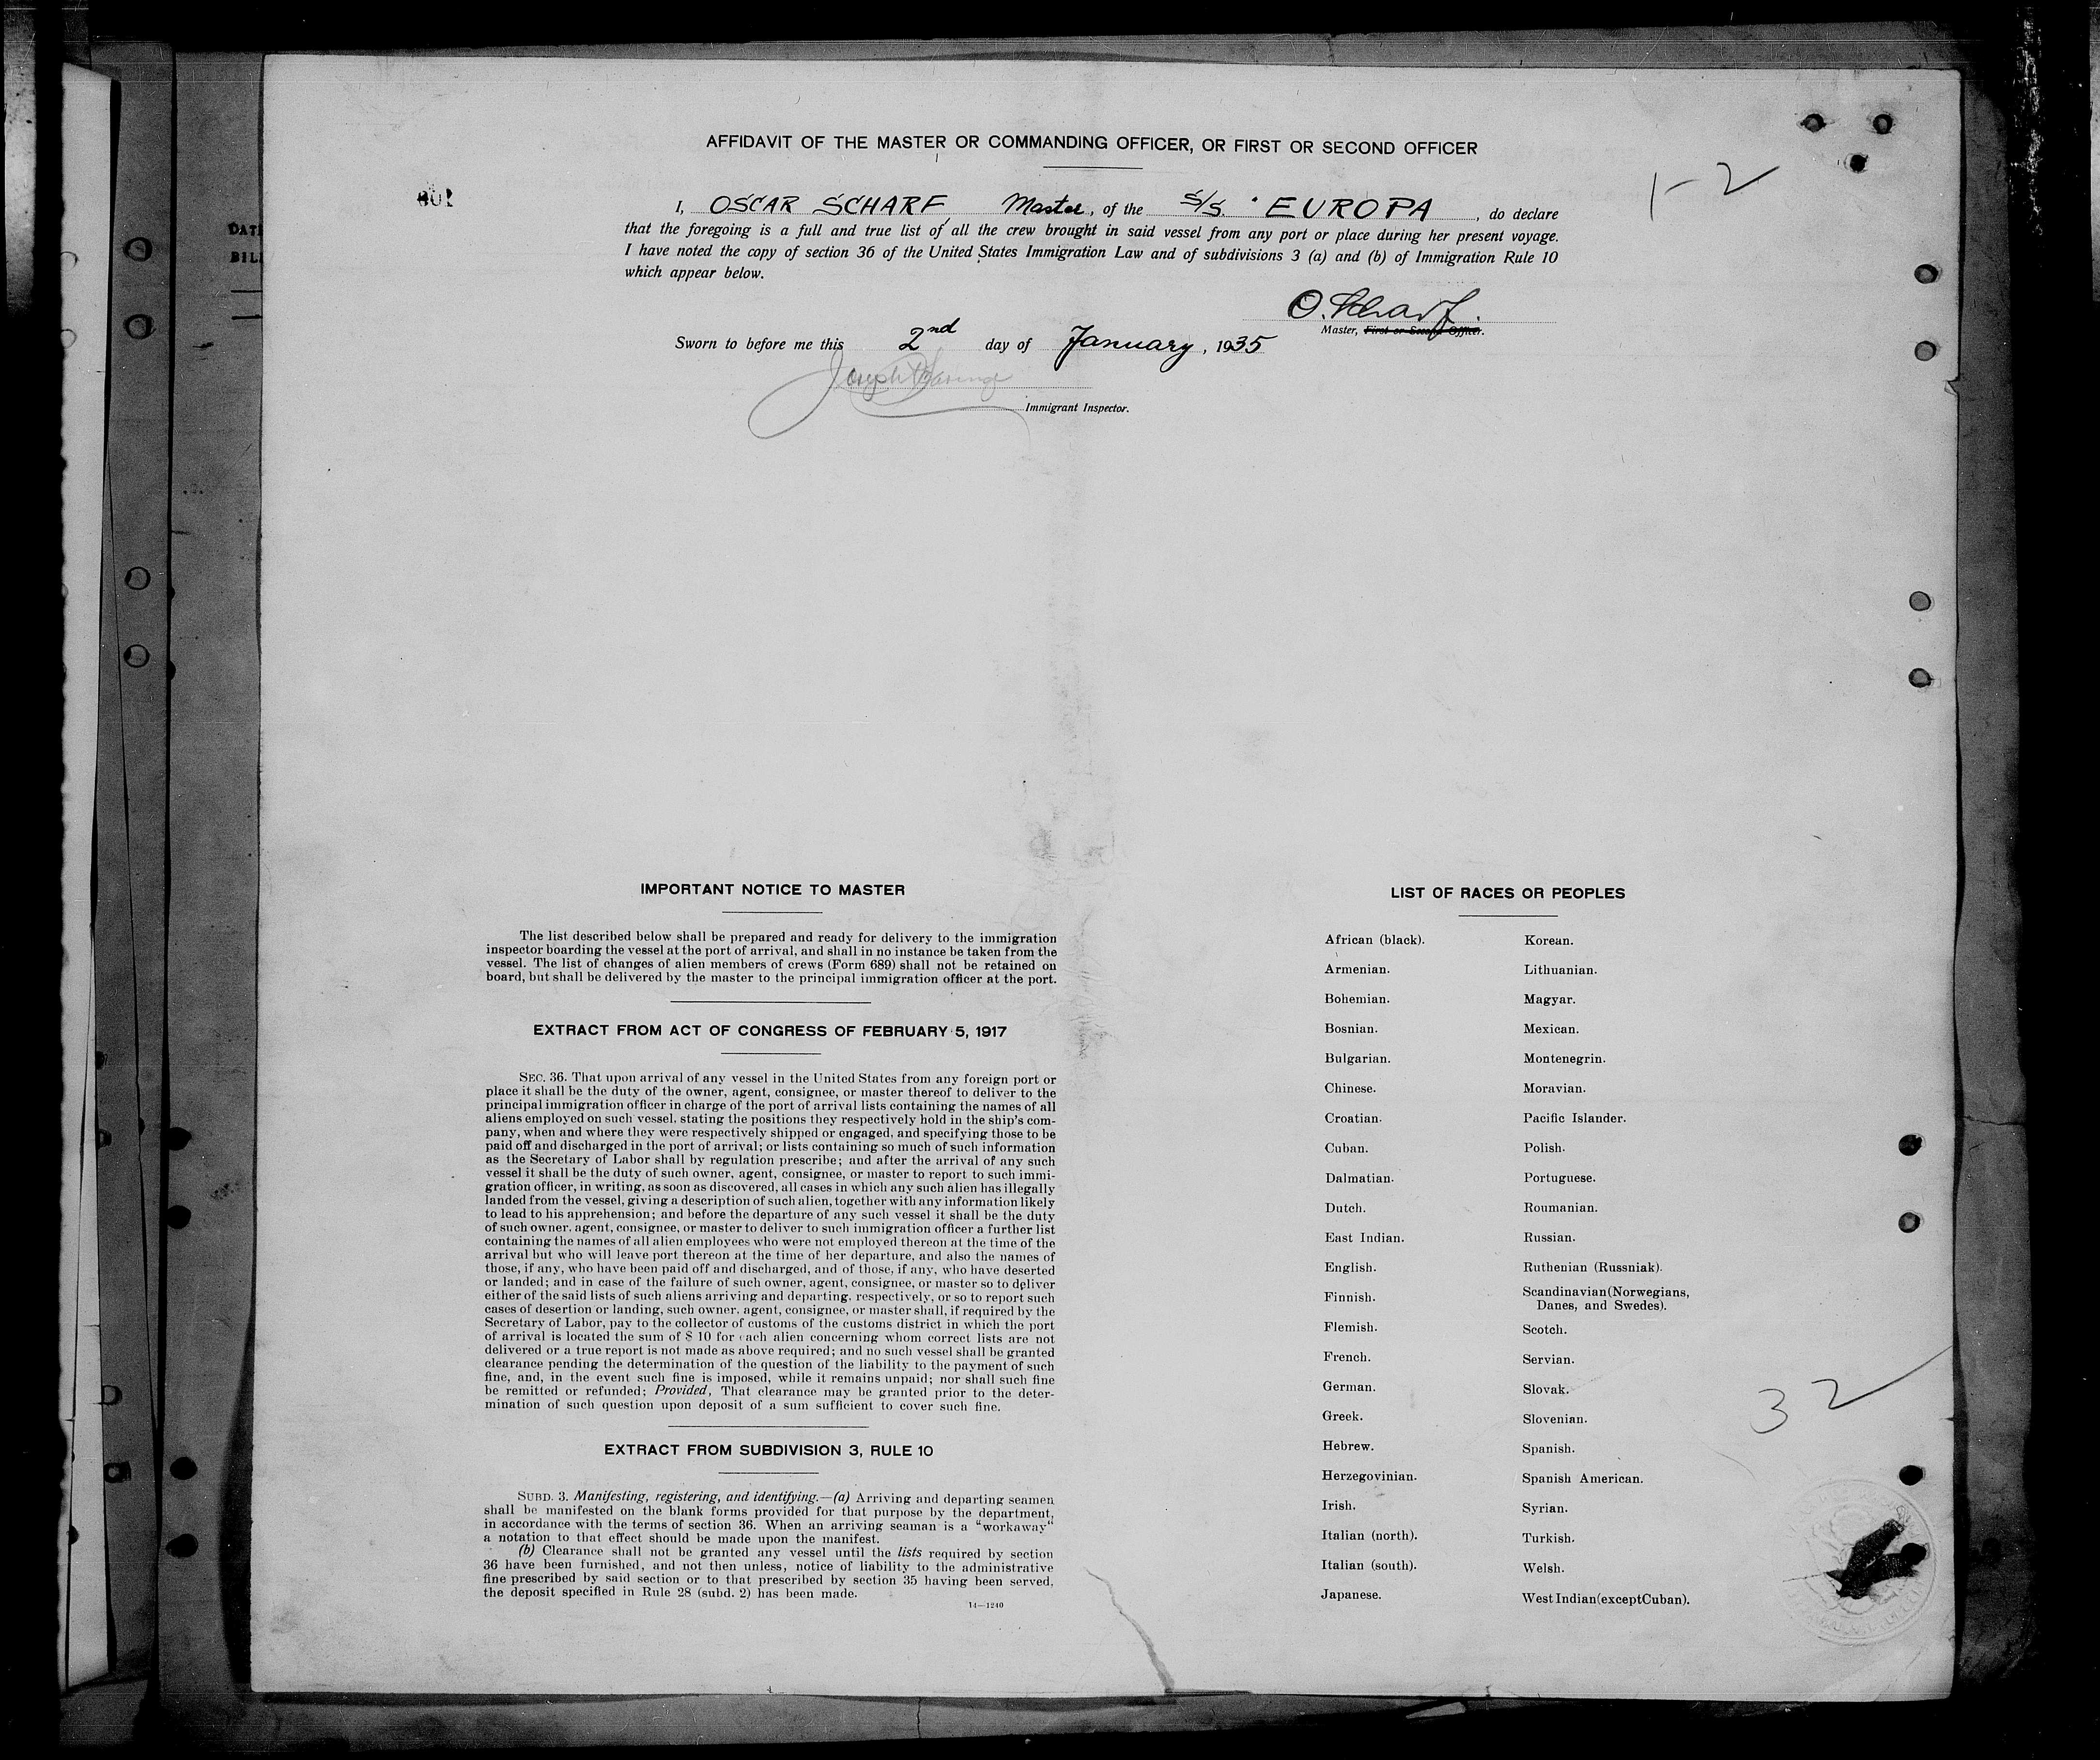 AFFIDAVIT OF THE MASTER OR COMMANDING OFFICER, OR FIRST OR SECOND OFFICER
1-2
I, OSCAR SCHARF, Master, of the S/S. "EUROPA, do declare
that the foregoing is a full and true list of all the crew brought in said vessel from any port or place during her present voyage.
I have noted the copy of section 36 of the United States Immigration Law and of subdivisions 3 (a) and (b) of Immigration Rule 10
which appear below.
DATE
BIL
O. Scharf.
Master, First or Second Officer.
Sworn to before me this 2nd day of January, 1935
Joseph
Immigrant Inspector.
IMPORTANT NOTICE TO MASTER
The list described below shall be prepared and ready for delivery to the immigration
inspector boarding the vessel at the port of arrival, and shall in no instance be taken from the
vessel. The list of changes of alien members of crews (Form 689) shall not be retained on
board, but shall be delivered by the master to the principal immigration officer at the port.
EXTRACT FROM ACT OF CONGRESS OF FEBRUARY 5, 1917
SEC. 36. That upon arrival of any vessel in the United States from any foreign port or
place it shall be the duty of the owner, agent, consignee, or master thereof to deliver to the
principal immigration officer in charge of the port of arrival lists containing the names of all
aliens employed on such vessel, stating the positions they respectively hold in the ship's com-
pany, when and where they were respectively shipped or engaged, and specifying those to be
paid off and discharged in the port of arrival; or lists containing so much of such information
as the Secretary of Labor shall by regulation prescribe; and after the arrival of any such
vessel it shall be the duty of such owner, agent, consignee, or master to report to such immi-
gration officer, in writing, as soon as discovered, all cases in which any such alien has illegally
landed from the vessel, giving a description of such alien, together with any information likely
to lead to his apprehension; and before the departure of any such vessel it shall be the duty
of such owner, agent, consignee, or master to deliver to such immigration officer a further list
containing the names of all alien employees who were not employed thereon at the time of the
arrival but who will leave port thereon at the time of her departure, and also the names of
those, if any, who have been paid off and discharged, and of those, if any, who have deserted
or landed; and in case of the failure of such owner, agent, consignee, or master so to deliver
either of the said lists of such aliens arriving and departing, respectively, or so to report such
cases of desertion or landing, such owner, agent, consignee, or master shall, if required by the
Secretary of Labor, pay to the collector of customs of the customs district in which the port
of arrival is located the sum of $ 10 for each alien concerning whom correct lists are not
delivered or a true report is not made as above required; and no such vessel shall be granted
clearance pending the determination of the question of the liability to the payment of such
fine, and, in the event such fine is imposed, while it remains unpaid; nor shall such fine
be remitted or refunded; Provided, That clearance may be granted prior to the deter-
mination of such question upon deposit of a sum sufficient to cover such fine.
EXTRACT FROM SUBDIVISION 3, RULE 10
SUBD. 3. Manifesting, registering, and identifying.—(a) Arriving and departing seamen
shall be manifested on the blank forms provided for that purpose by the department,
in accordance with the terms of section 36. When an arriving seaman is a "workaway"
a notation to that effect should be made upon the manifest.
(b) Clearance shall not be granted any vessel until the lists required by section
36 have been furnished, and not then unless, notice of liability to the administrative
fine prescribed by said section or to that prescribed by section 35 having been served,
the deposit specified in Rule 28 (subd. 2) has been made.
14—1240
LIST OF RACES OR PEOPLES
African (black).
Armenian.
Bohemian.
Bosnian.
Bulgarian.
Chinese.
Croatian.
Cuban.
Dalmatian.
Dutch.
East Indian.
English.
Finnish.
Flemish.
French.
German.
Greek.
Hebrew.
Herzegovinian.
Irish.
Italian (north).
Italian (south).
Japanese.
Korean.
Lithuanian.
Magyar.
Mexican.
Montenegrin.
Moravian.
Pacific Islander.
Polish.
Portuguese.
Roumanian.
Russian.
Ruthenian (Russniak).
Scandinavian (Norwegians,
Danes, and Swedes).
Scotch.
Servian.
Slovak.
Slovenian.
Spanish.
Spanish American.
Syrian.
Turkish.
Welsh.
West Indian (except Cuban).
32